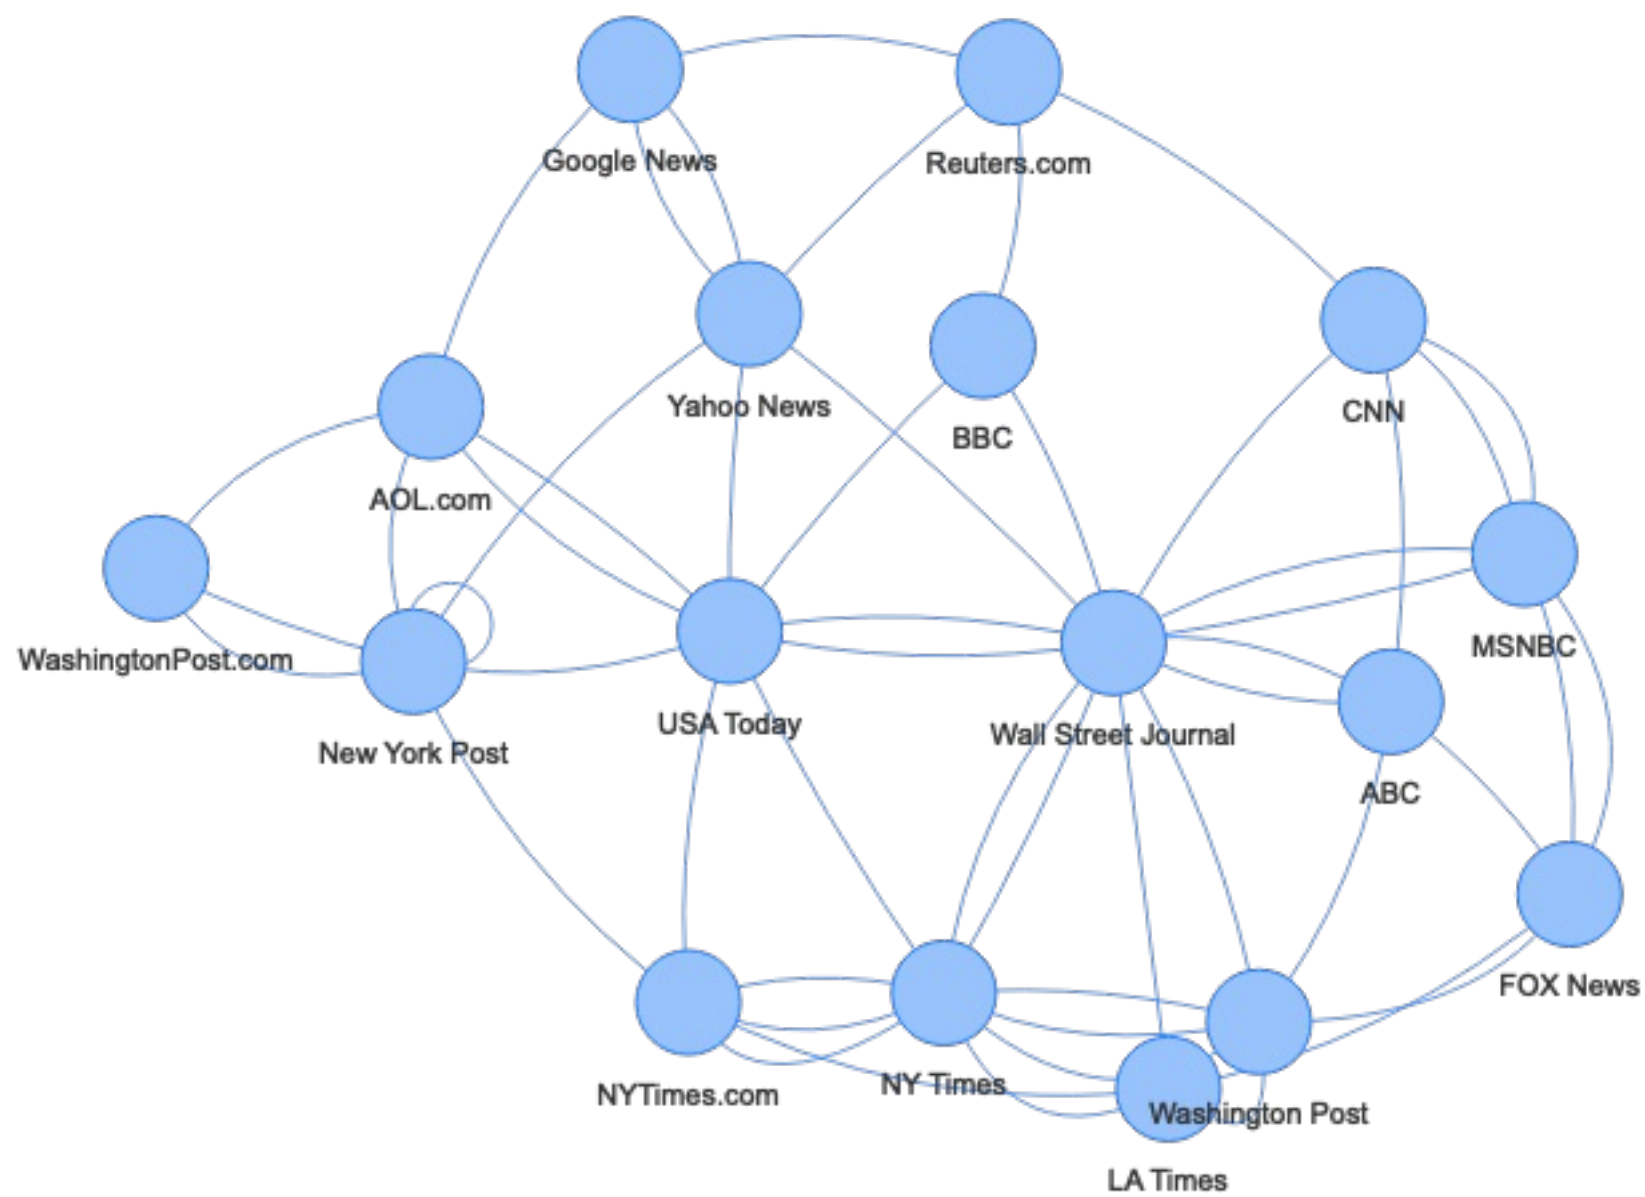 Google News
Reuters.com
Yahoo News
CNN
BBC
AOL.com
MSNBC
WashingtonPost.com
USA Today
Wall Street Journal
New York Post
ABC
FOX News
NY Times
NYTimes.com
Washington Post
LA Times